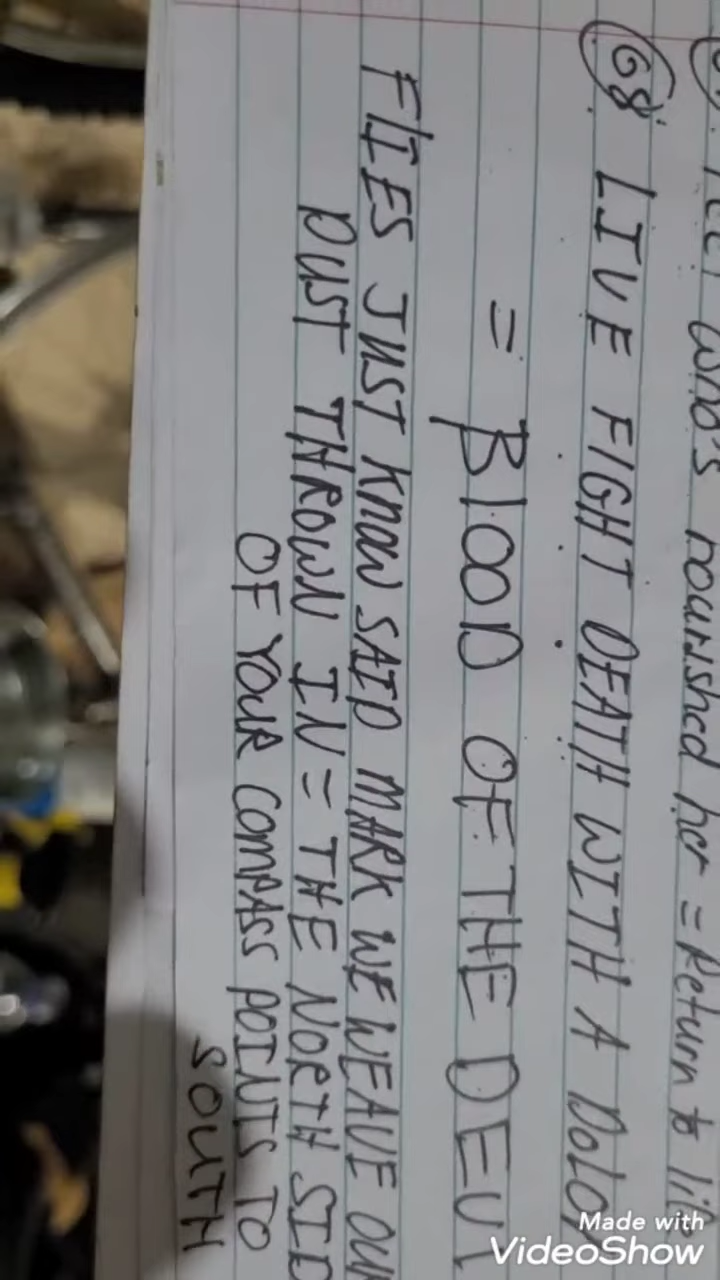 who's nourished her = Return to
68 LIVE FIGHT DEATH WITH A
= BlOOD OF THE
FlIES JUST KNOW SAID MARK WE WEAVE
DUST THROWN IN = THE NORTH
OF YOUR COMPASS POINTS TO
SOUTH
Made with
VideoShow